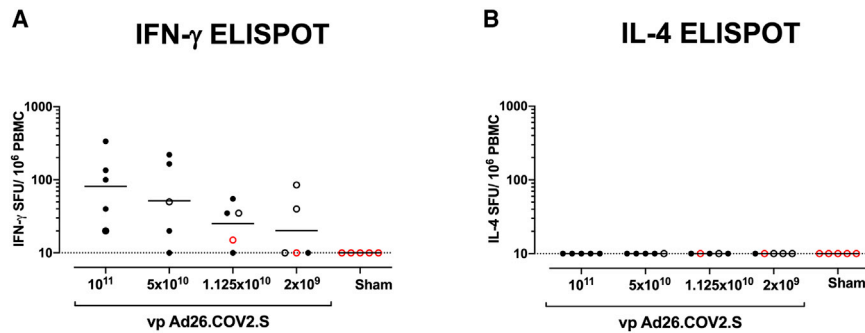 A
IFN-γ ELISPOT
IFN-γ SFU/ 10⁶ PBMC
1000
100
10
10¹¹
5x10¹⁰
1.125x10¹⁰
2x10⁹
Sham
vp Ad26.COV2.S
B
IL-4 ELISPOT
IL-4 SFU/ 10⁶ PBMC
1000
100
10
10¹¹
5x10¹⁰
1.125x10¹⁰
2x10⁹
Sham
vp Ad26.COV2.S